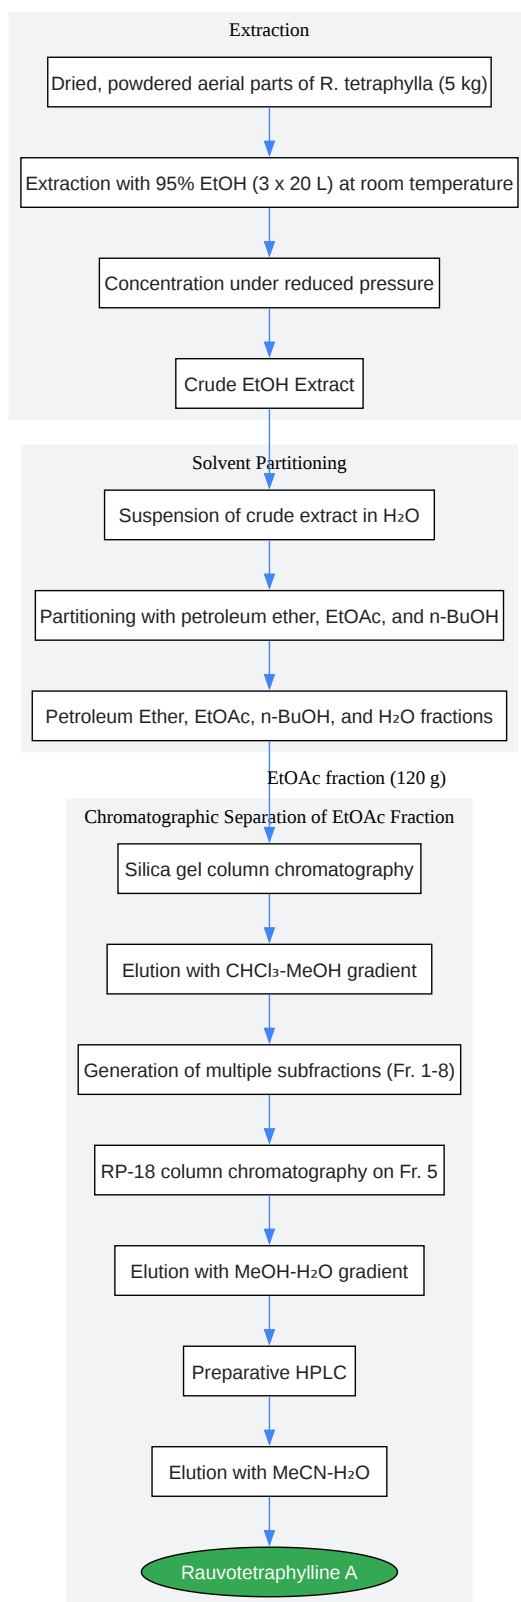 Extraction
Dried, powdered aerial parts of R. tetraphylla (5 kg)
Extraction with 95% EtOH (3 x 20 L) at room temperature
Concentration under reduced pressure
Crude EtOH Extract
Solvent Partitioning
Suspension of crude extract in H₂O
Partitioning with petroleum ether, EtOAc, and n-BuOH
Petroleum Ether, EtOAc, n-BuOH, and H₂O fractions
EtOAc fraction (120 g)
Chromatographic Separation of EtOAc Fraction
Silica gel column chromatography
Elution with CHCl₃-MeOH gradient
Generation of multiple subfractions (Fr. 1-8)
RP-18 column chromatography on Fr. 5
Elution with MeOH-H₂O gradient
Preparative HPLC
Elution with MeCN-H₂O
Rauvotetraphylline A